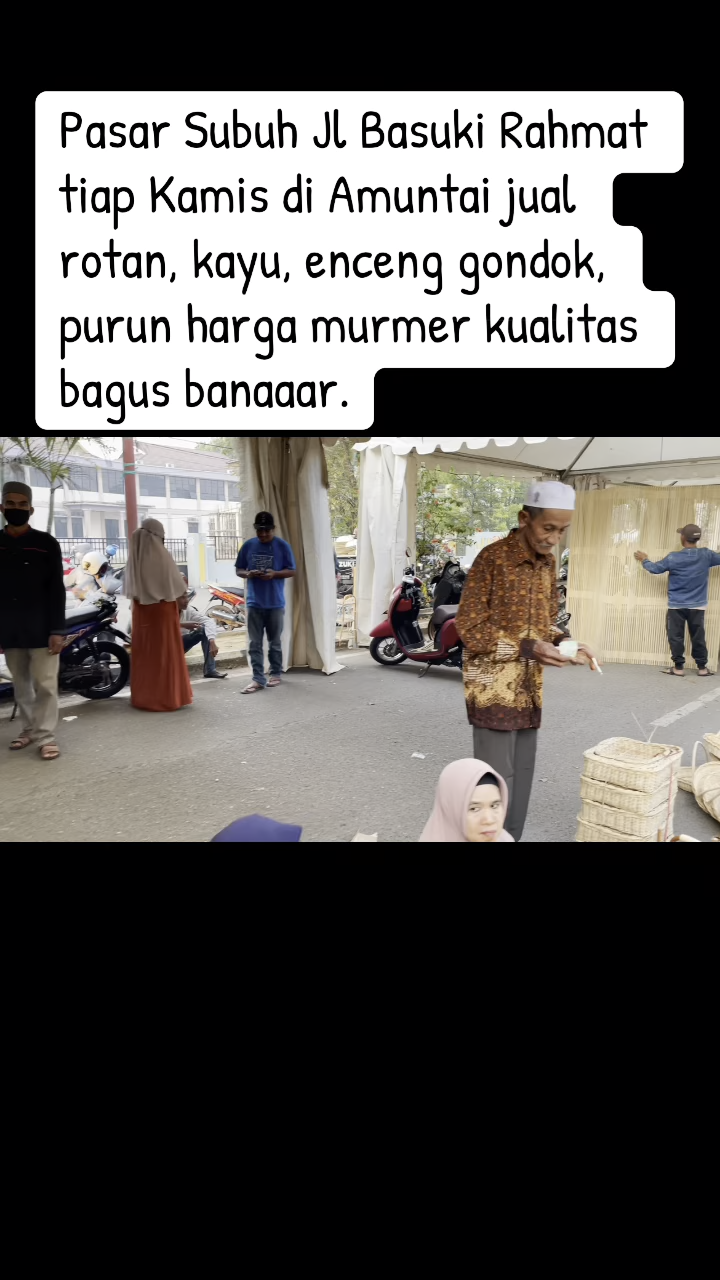 Pasar Subuh Jl Basuki Rahmat
tiap Kamis di Amuntai jual
rotan, kayu, enceng gondok,
purun harga murmer kualitas
bagus banaaar.